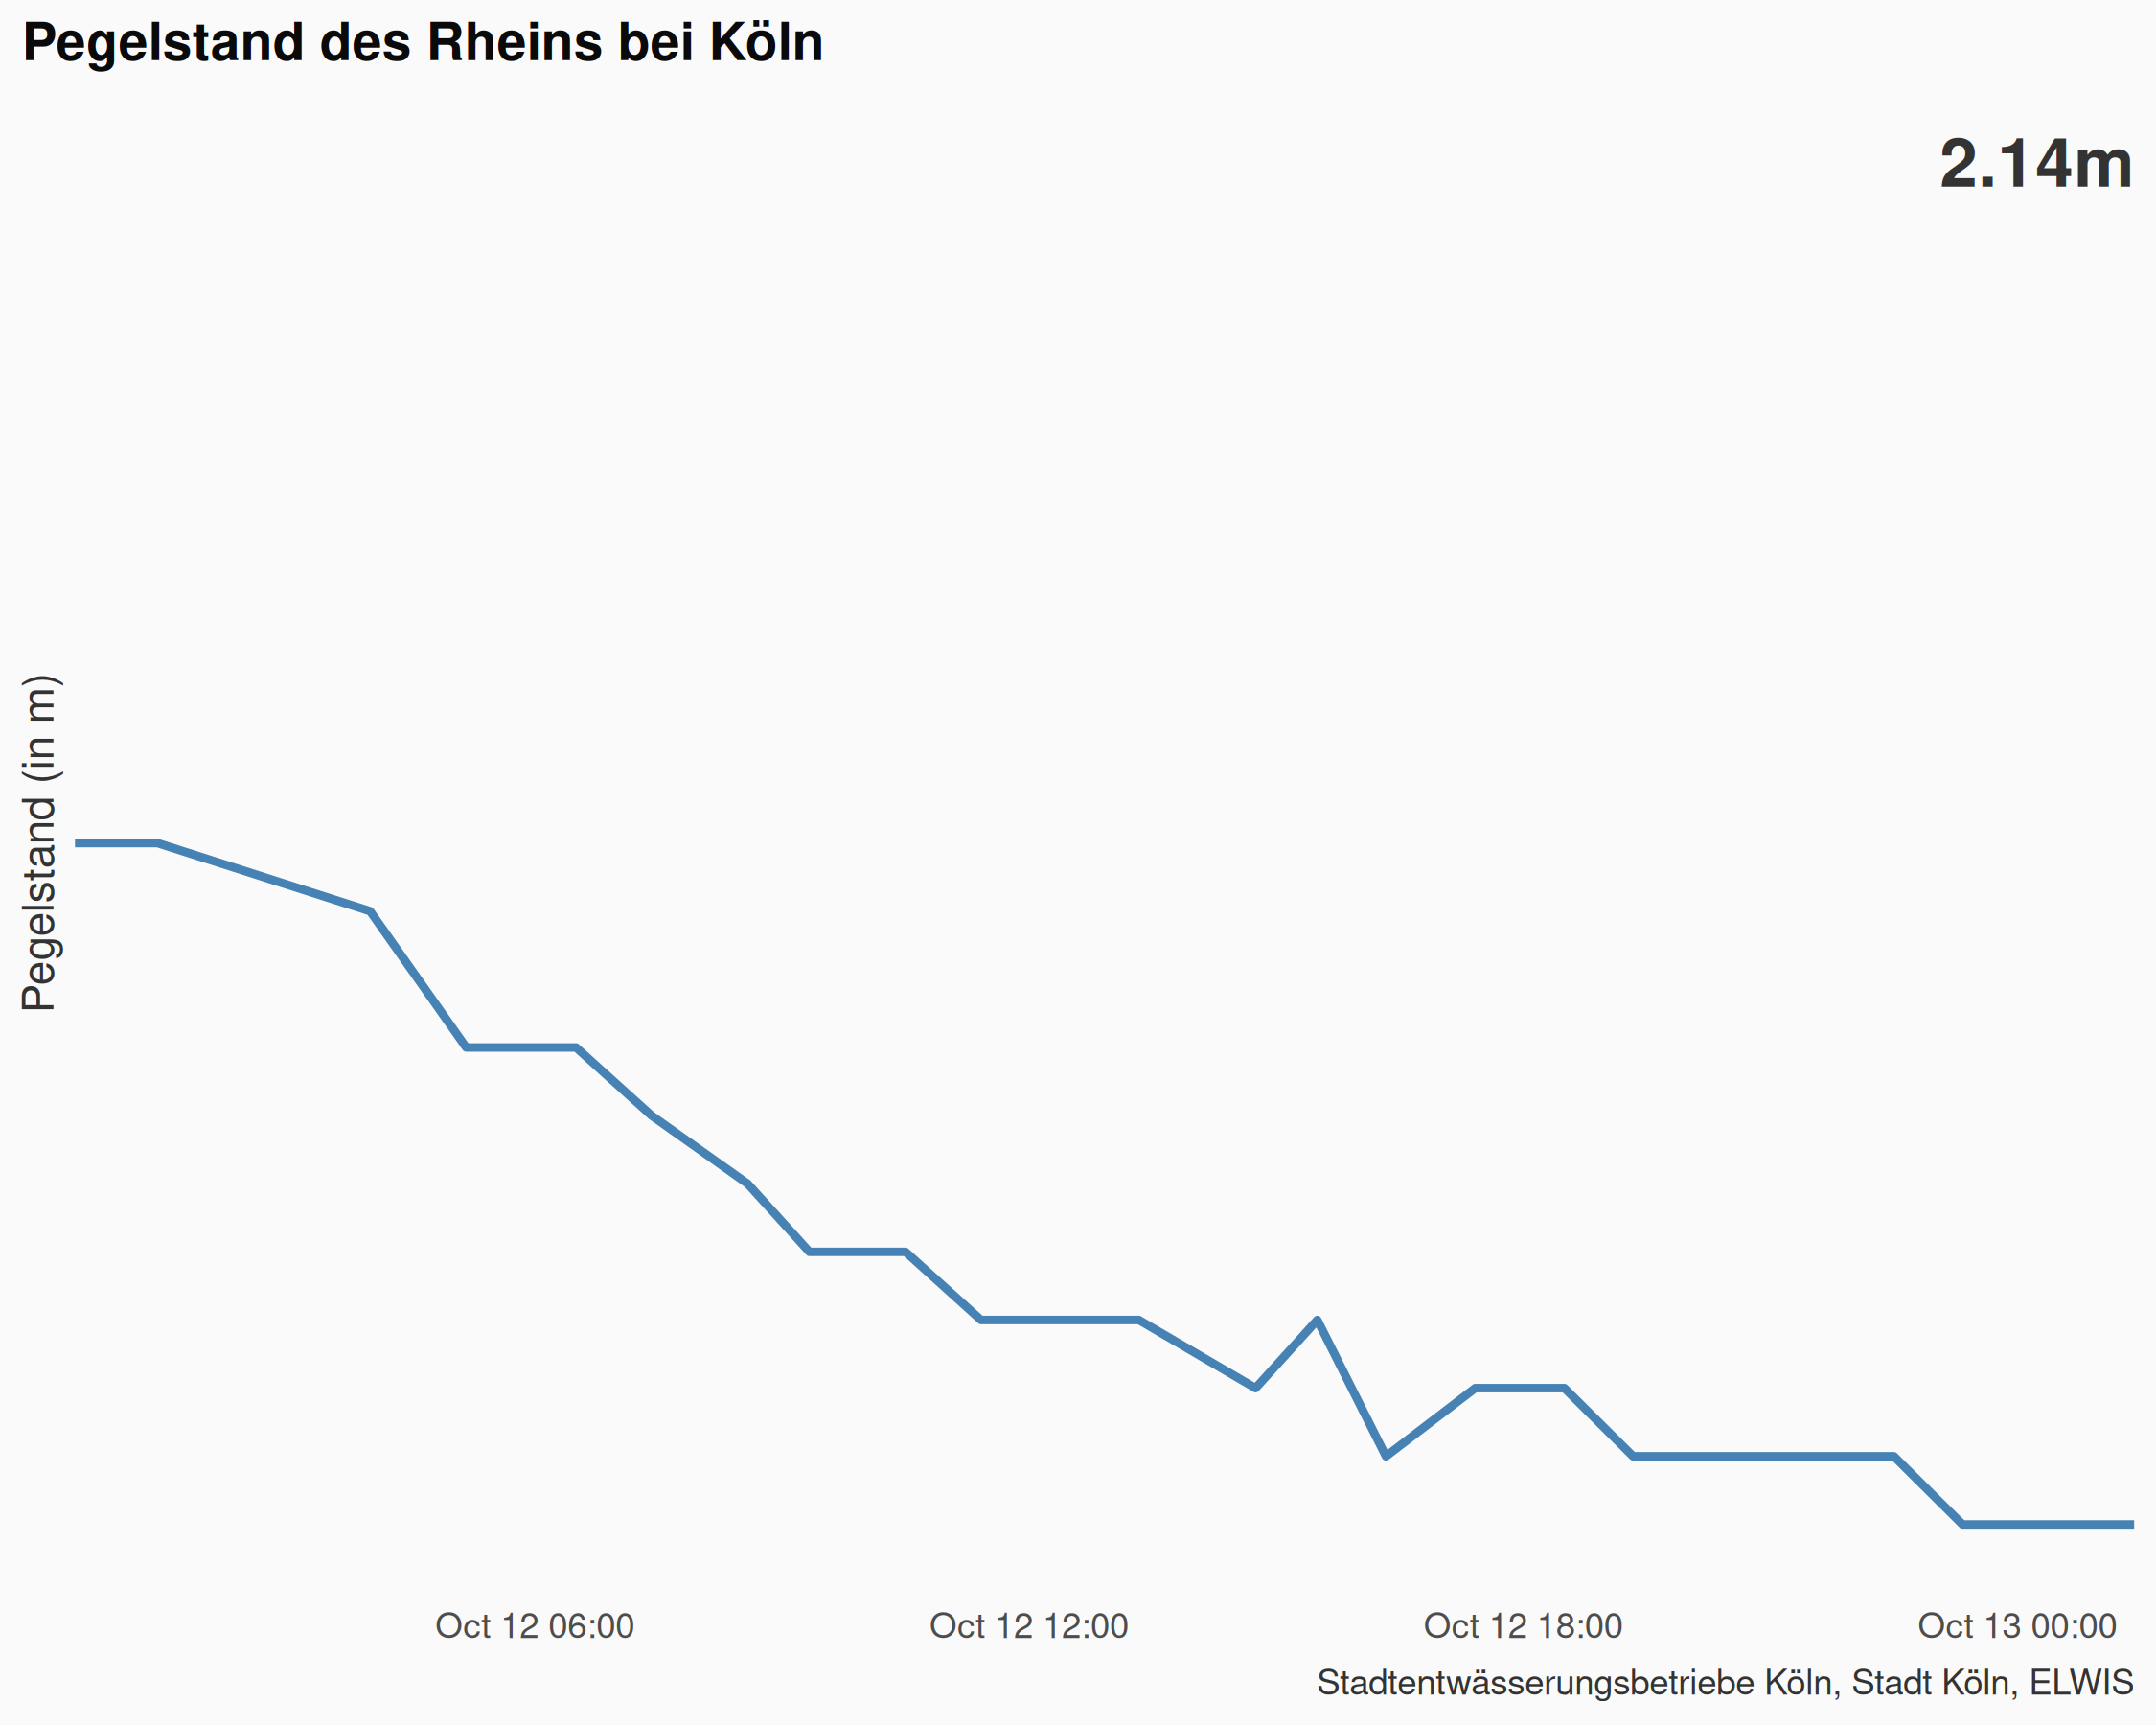 Pegelstand des Rheins bei Köln
2.14m
Pegelstand (in m)
Oct 12 06:00
Oct 12 12:00
Oct 12 18:00
Oct 13 00:00
Stadtentwässerungsbetriebe Köln, Stadt Köln, ELWIS